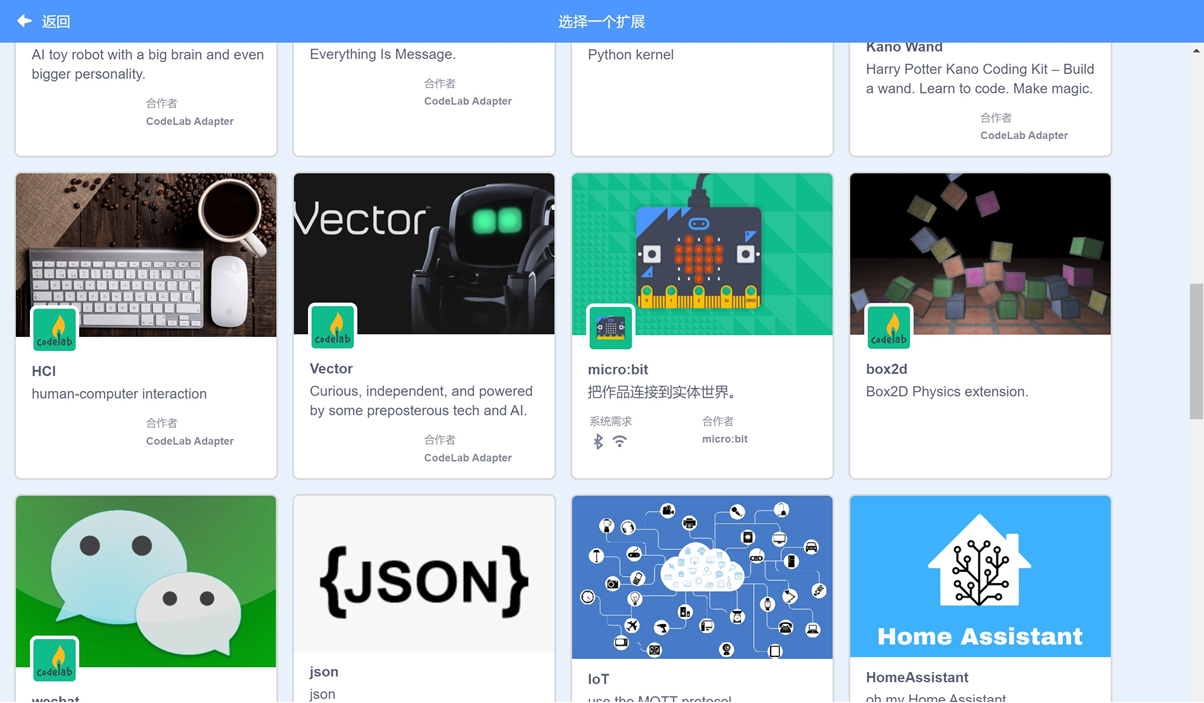 返回
选择一个扩展
AI toy robot with a big brain and even
bigger personality.
合作者
CodeLab Adapter
Everything Is Message.
合作者
CodeLab Adapter
Python kernel
Kano Wand
Harry Potter Kano Coding Kit – Build
a wand. Learn to code. Make magic.
合作者
CodeLab Adapter
codelab
HCI
human-computer interaction
合作者
CodeLab Adapter
Vector
codelab
Vector
Curious, independent, and powered
by some preposterous tech and AI.
合作者
CodeLab Adapter
micro:bit
把作品连接到实体世界。
系统需求
合作者
micro:bit
codelab
box2d
Box2D Physics extension.
codelab
wechat
{JSON}
json
json
IoT
use the MQTT protocol
Home Assistant
HomeAssistant
oh my Home Assistant